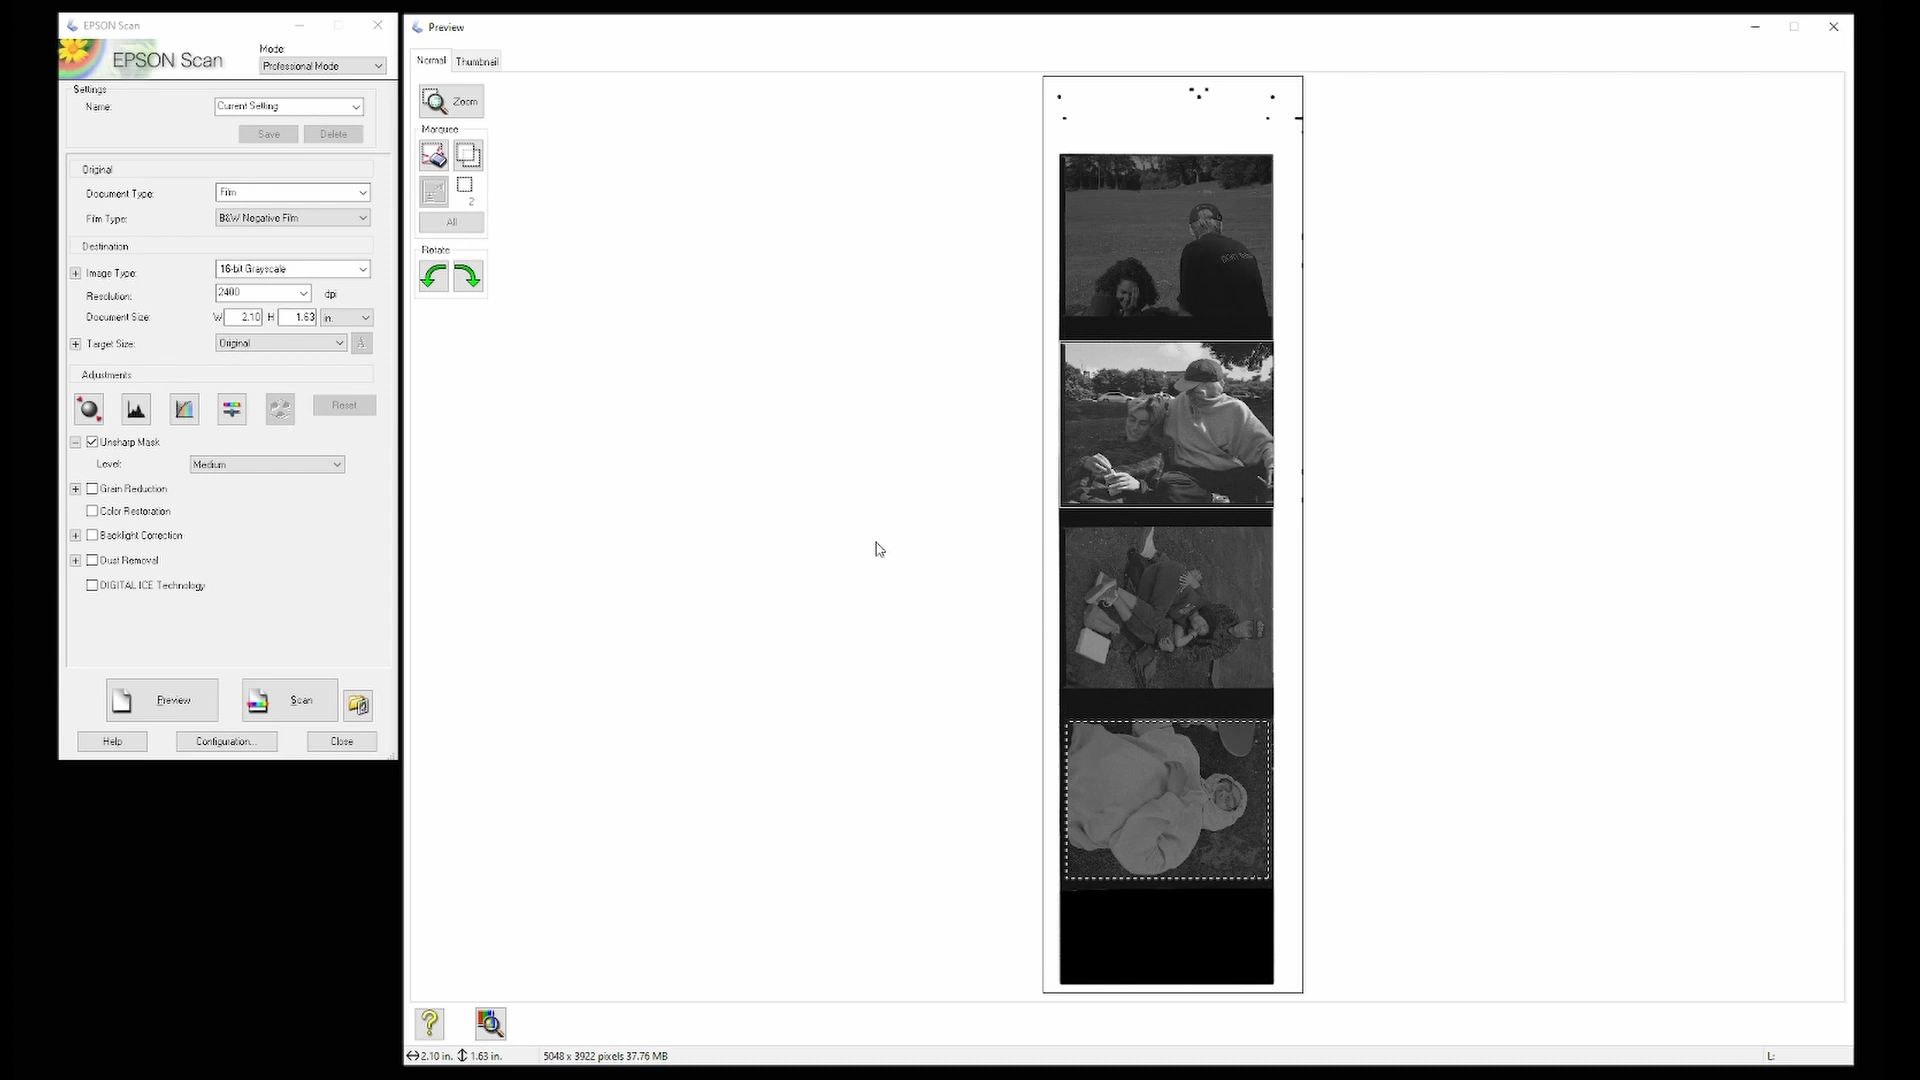 EPSON Scan
EPSON Scan
Mode:
Professional Mode
Settings
Name:
Current Setting
Save
Delete
Original
Document Type:
Film
Film Type:
B&W Negative Film
Destination
Image Type:
16-bit Grayscale
Resolution:
2400
dpi
Document Size:
W
2.10
H
1.63
in.
Target Size:
Original
Adjustments
Reset
Unsharp Mask
Level:
Medium
Grain Reduction
Color Restoration
Backlight Correction
Dust Removal
DIGITAL ICE Technology
Preview
Scan
Help
Configuration...
Close
Preview
Normal
Thumbnail
Zoom
Marquee
2
All
Rotate
2.10 in.
1.63 in.
5048 x 3922 pixels 37.76 MB
L: